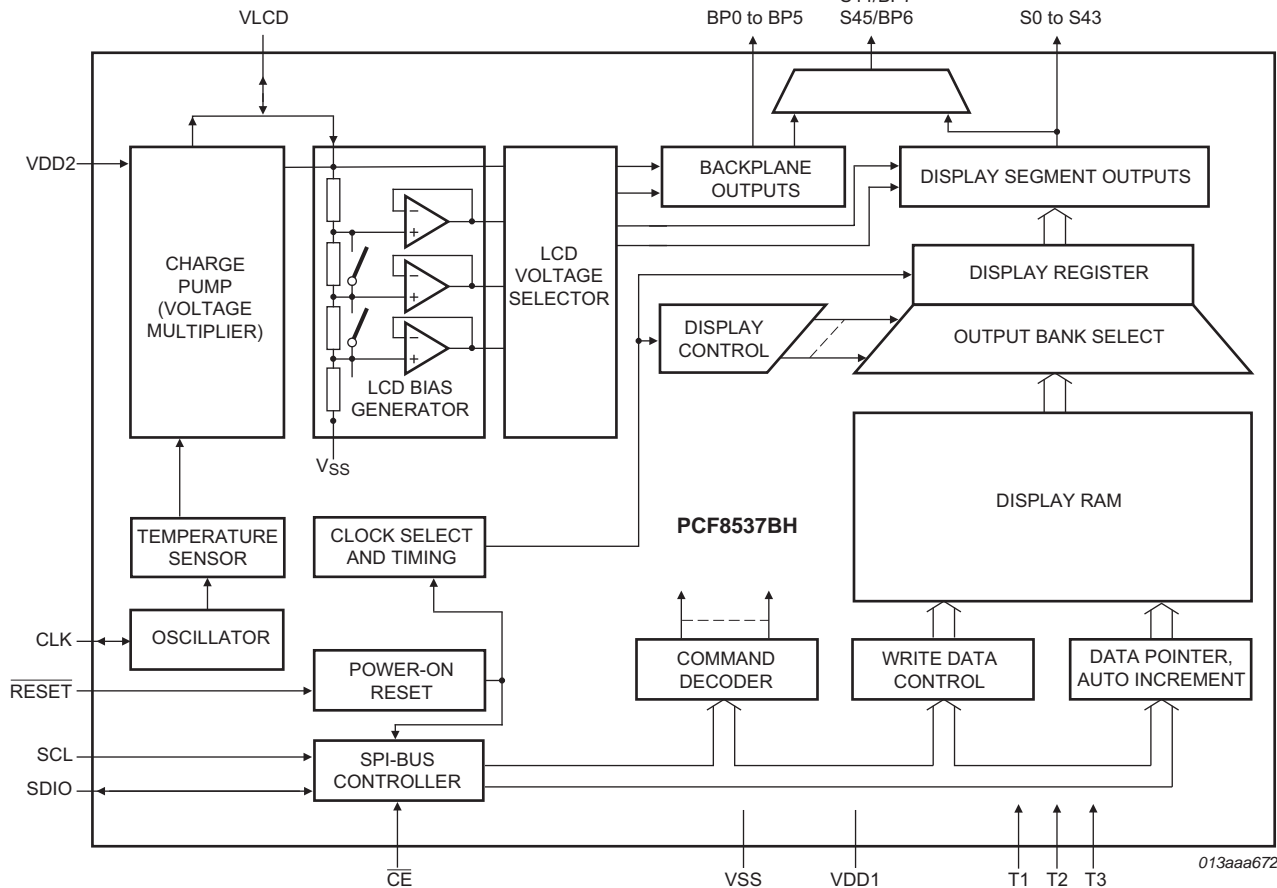 VLCD
BP0 to BP5
S45/BP6
S0 to S43
VDD2
CHARGE
PUMP
(VOLTAGE
MULTIPLIER)
LCD BIAS
GENERATOR
VSS
LCD
VOLTAGE
SELECTOR
BACKPLANE
OUTPUTS
DISPLAY SEGMENT OUTPUTS
DISPLAY REGISTER
DISPLAY
CONTROL
OUTPUT BANK SELECT
DISPLAY RAM
PCF8537BH
TEMPERATURE
SENSOR
CLOCK SELECT
AND TIMING
CLK
OSCILLATOR
RESET
POWER-ON
RESET
COMMAND
DECODER
WRITE DATA
CONTROL
DATA POINTER,
AUTO INCREMENT
SCL
SDIO
SPI-BUS
CONTROLLER
CE
VSS
VDD1
T1
T2
T3
013aaa672